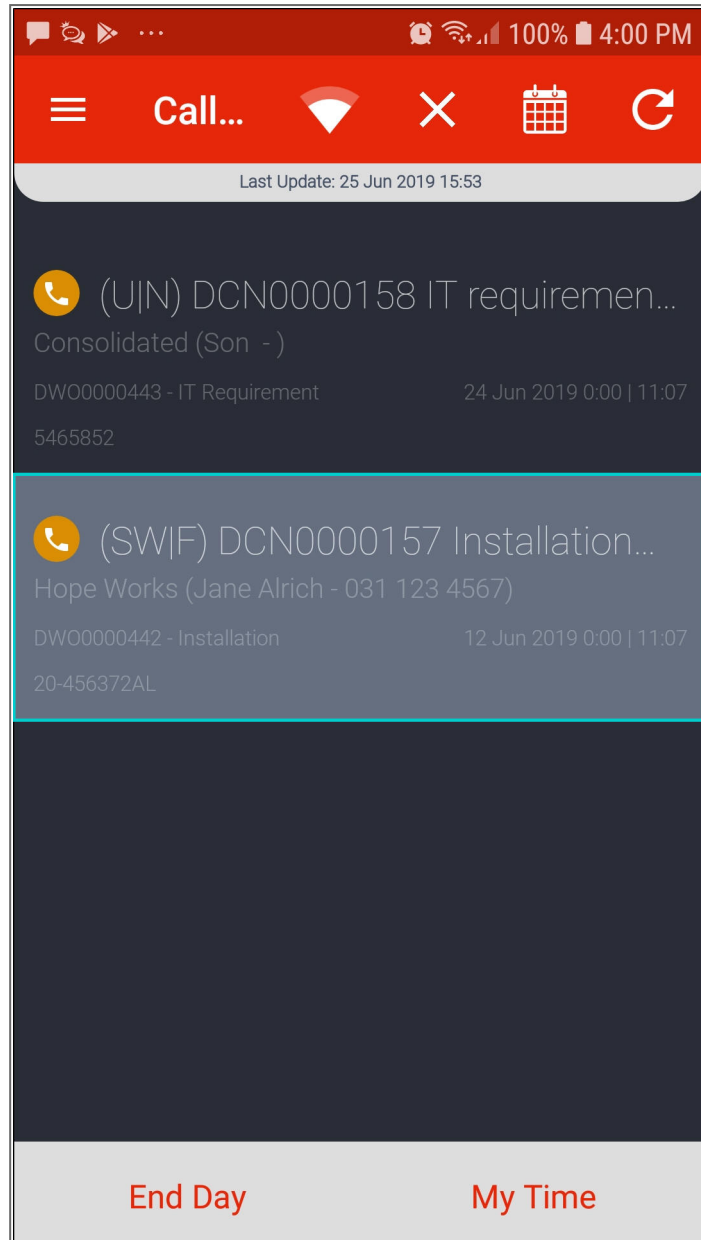 100% 4:00 PM
Call...
Last Update: 25 Jun 2019 15:53
(U|N) DCN0000158 IT requiremen...
Consolidated (Son - )
DWO0000443 - IT Requirement 24 Jun 2019 0:00 | 11:07
5465852
(SW|F) DCN0000157 Installation...
Hope Works (Jane Alrich - 031 123 4567)
DWO0000442 - Installation 12 Jun 2019 0:00 | 11:07
20-456372AL
End Day My Time